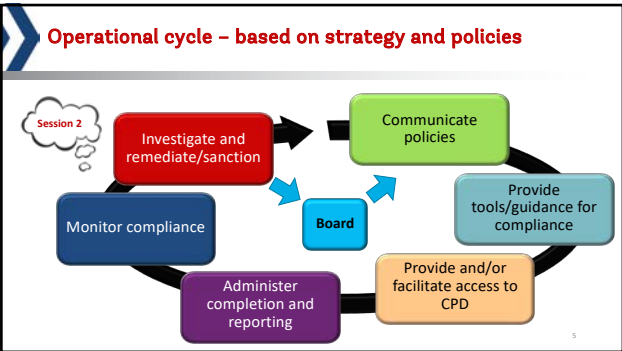 Operational cycle – based on strategy and policies
Session 2
Investigate and
remediate/sanction
Communicate
policies
Provide
tools/guidance for
compliance
Monitor compliance
Board
Provide and/or
facilitate access to
CPD
Administer
completion and
reporting
5